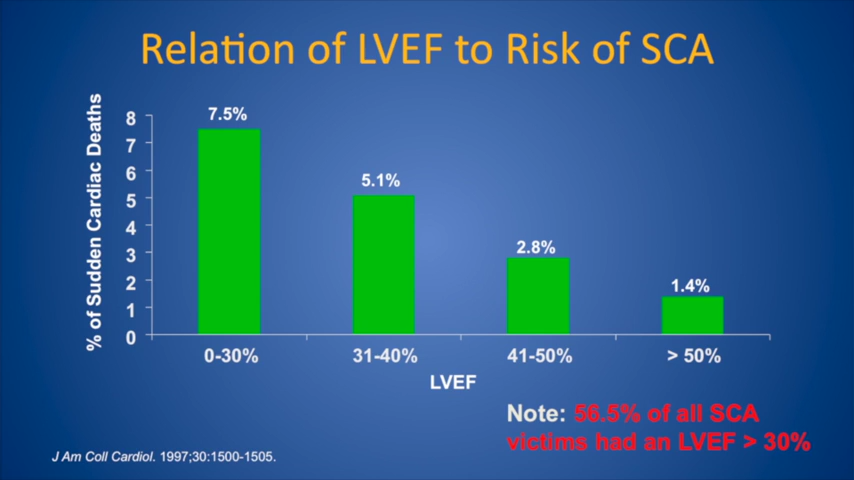 Relation of LVEF to Risk of SCA
% of Sudden Cardiac Deaths
8
7
6
5
4
3
2
1
0
7.5%
5.1%
2.8%
1.4%
0-30%
31-40%
41-50%
> 50%
LVEF
Note: 56.5% of all SCA
victims had an LVEF > 30%
J Am Coll Cardiol. 1997;30:1500-1505.